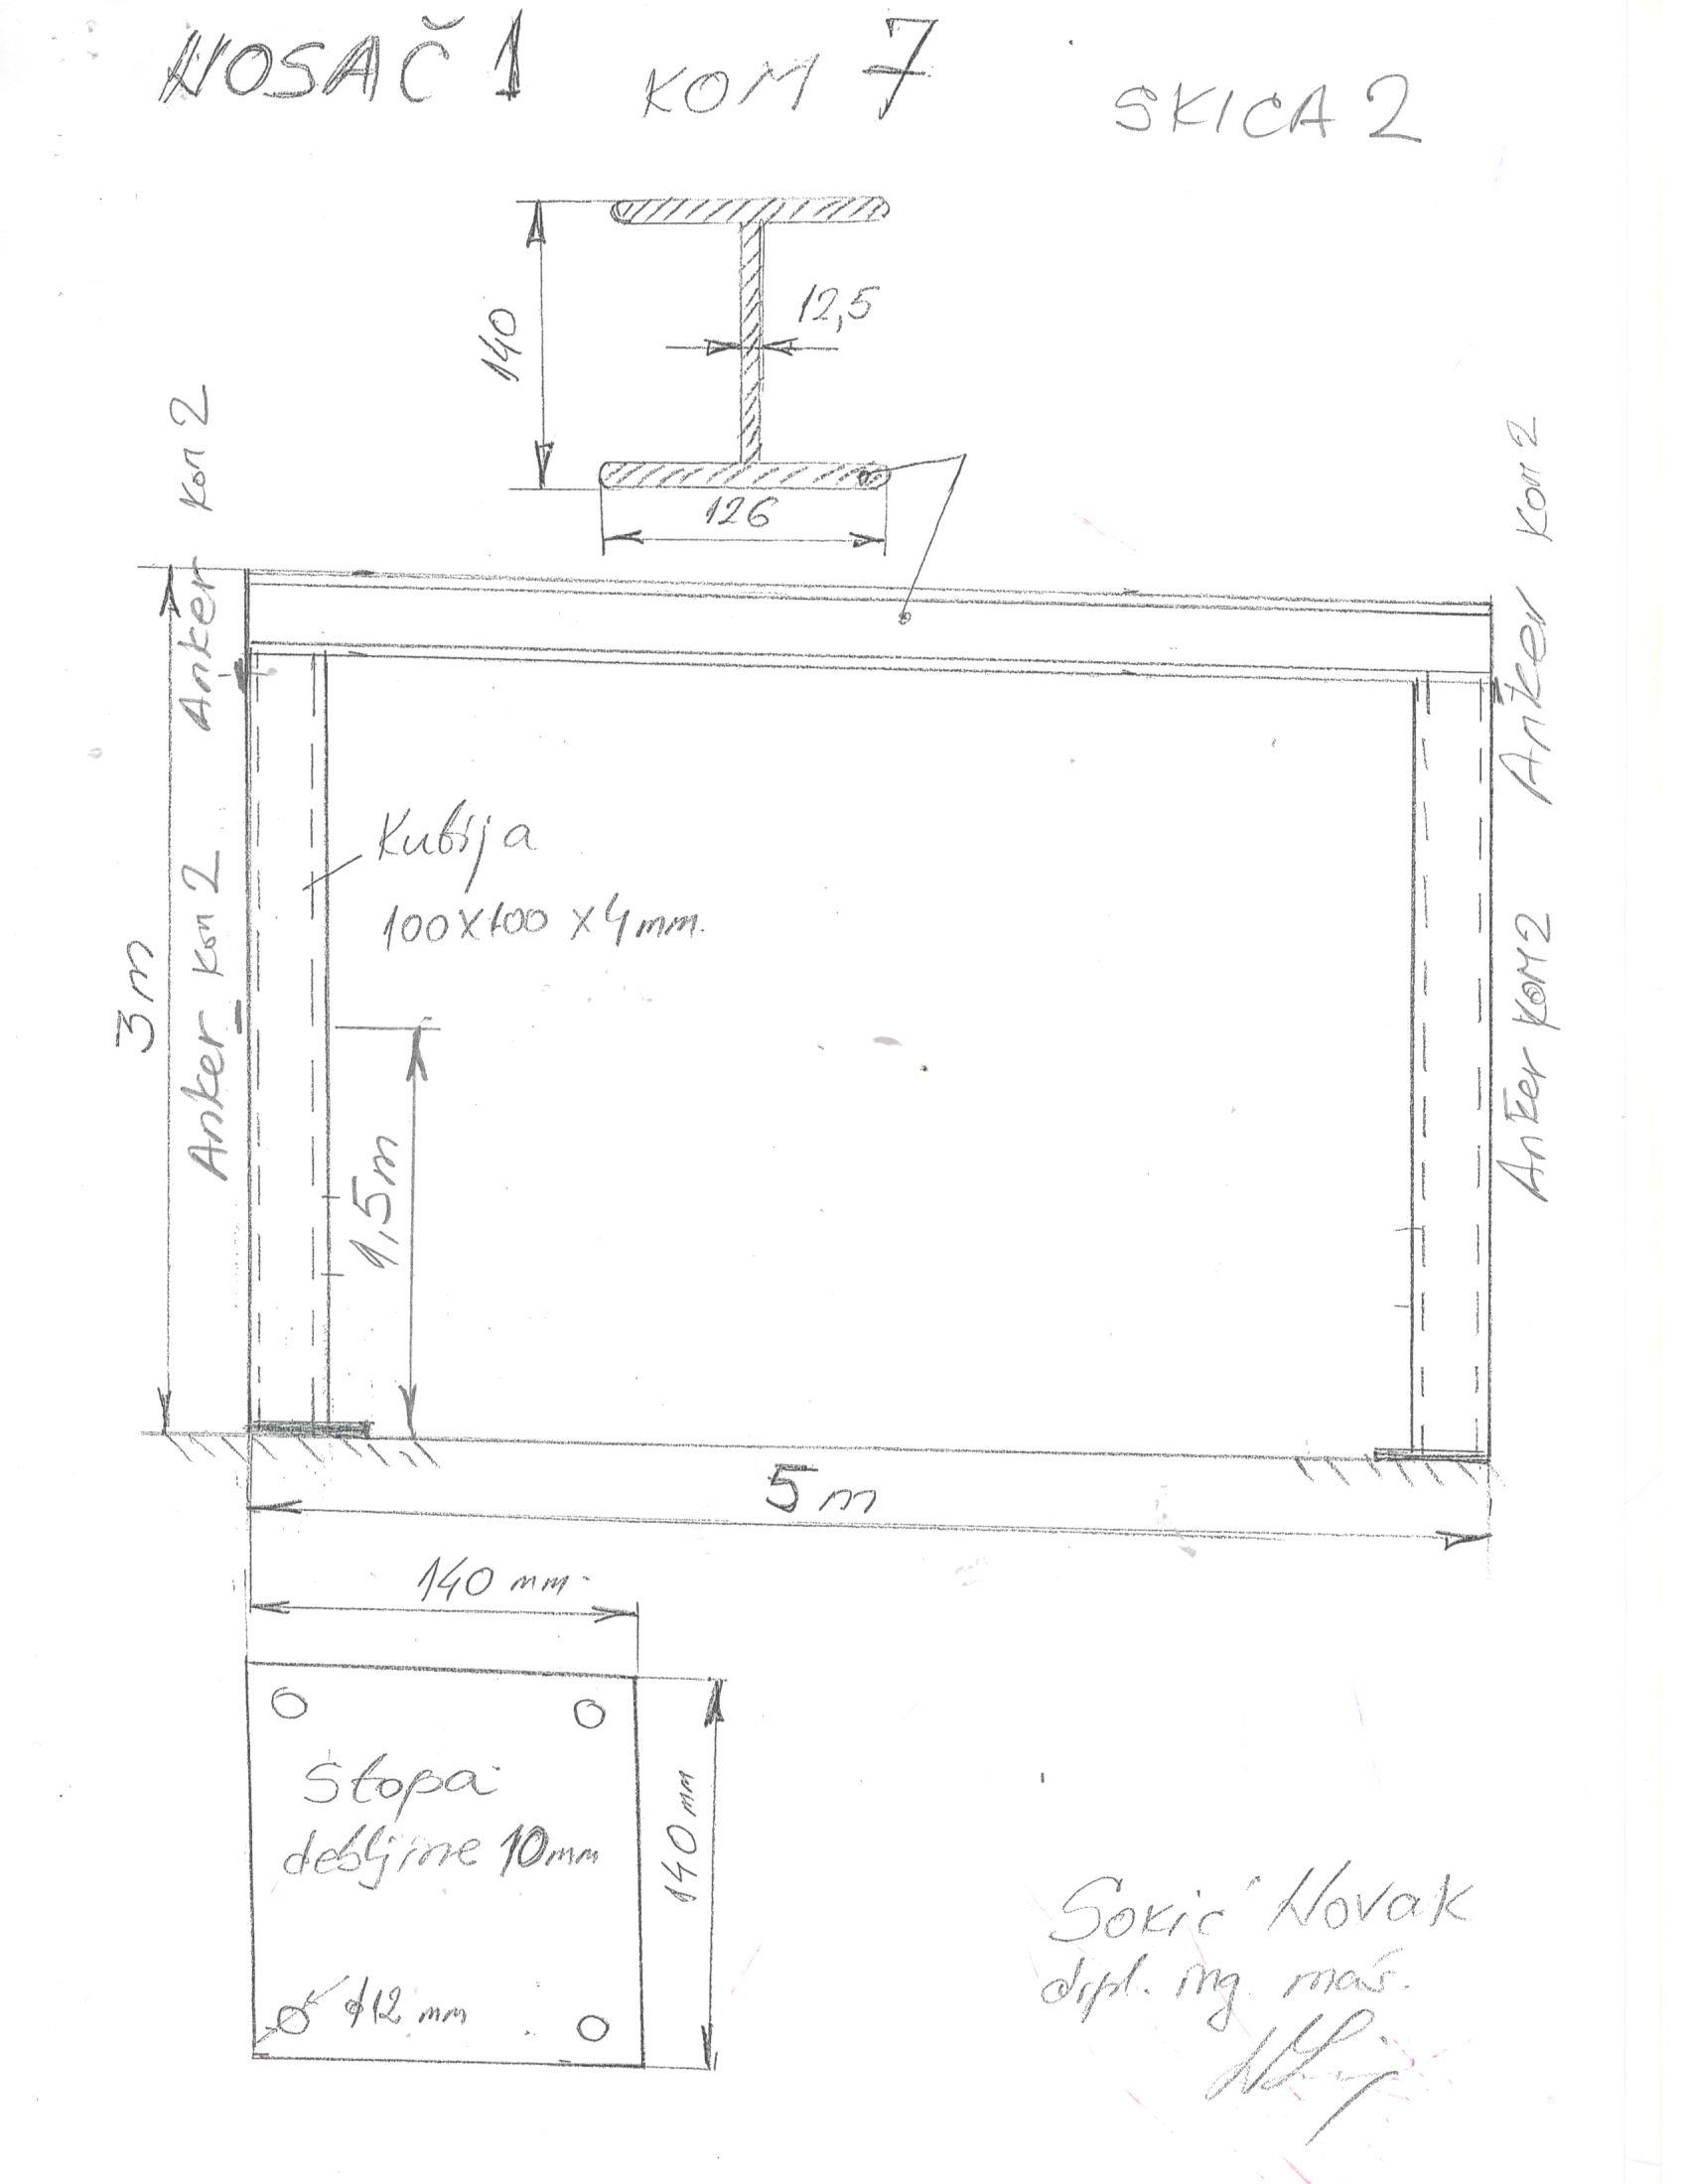 NOSAČ 1 KOM 7 SKICA 2
140
12,5
126
Anker kom 2
Anker kom 2
Anker kom 2
Anker KOM 2
3m
Kutija
100x100 x 4mm.
1,5m
5m
140 mm
Stopa
debljine 10mm
140 mm
ϕ12 mm
Sokić Novak
dipl. ing. maš.